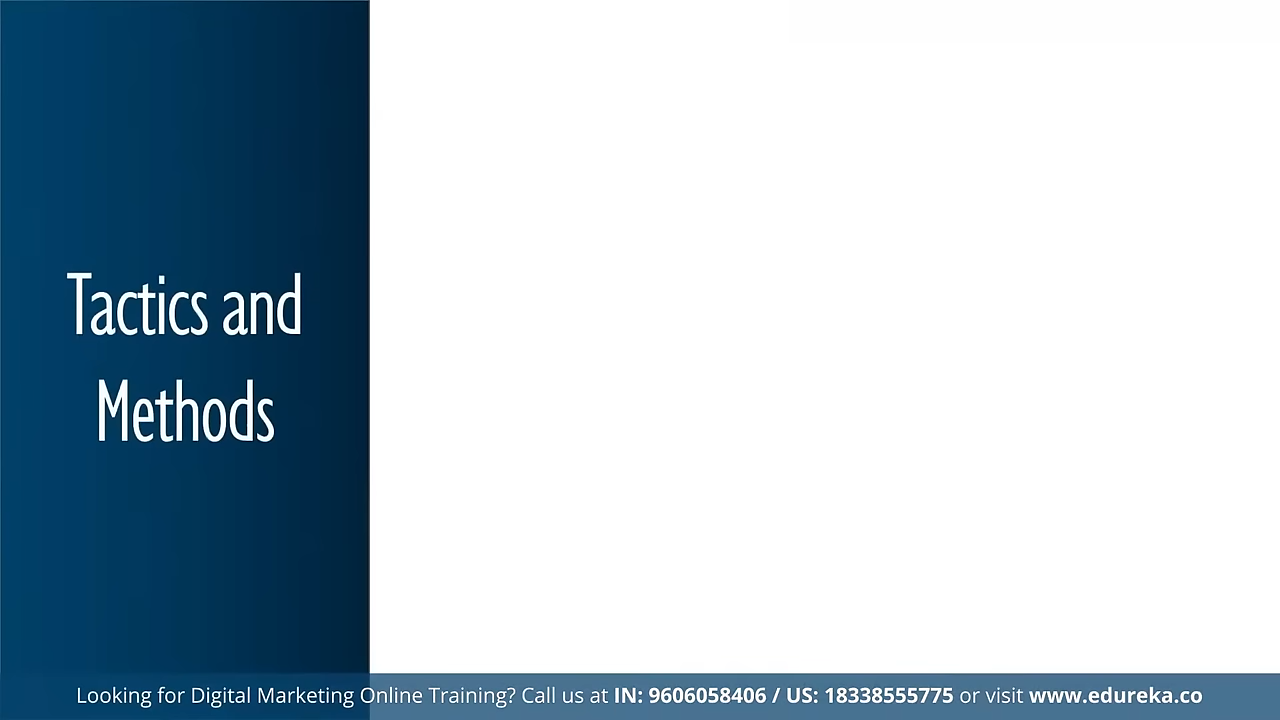 Tactics and
Methods
Looking for Digital Marketing Online Training? Call us at IN: 9606058406 / US: 18338555775 or visit www.edureka.co